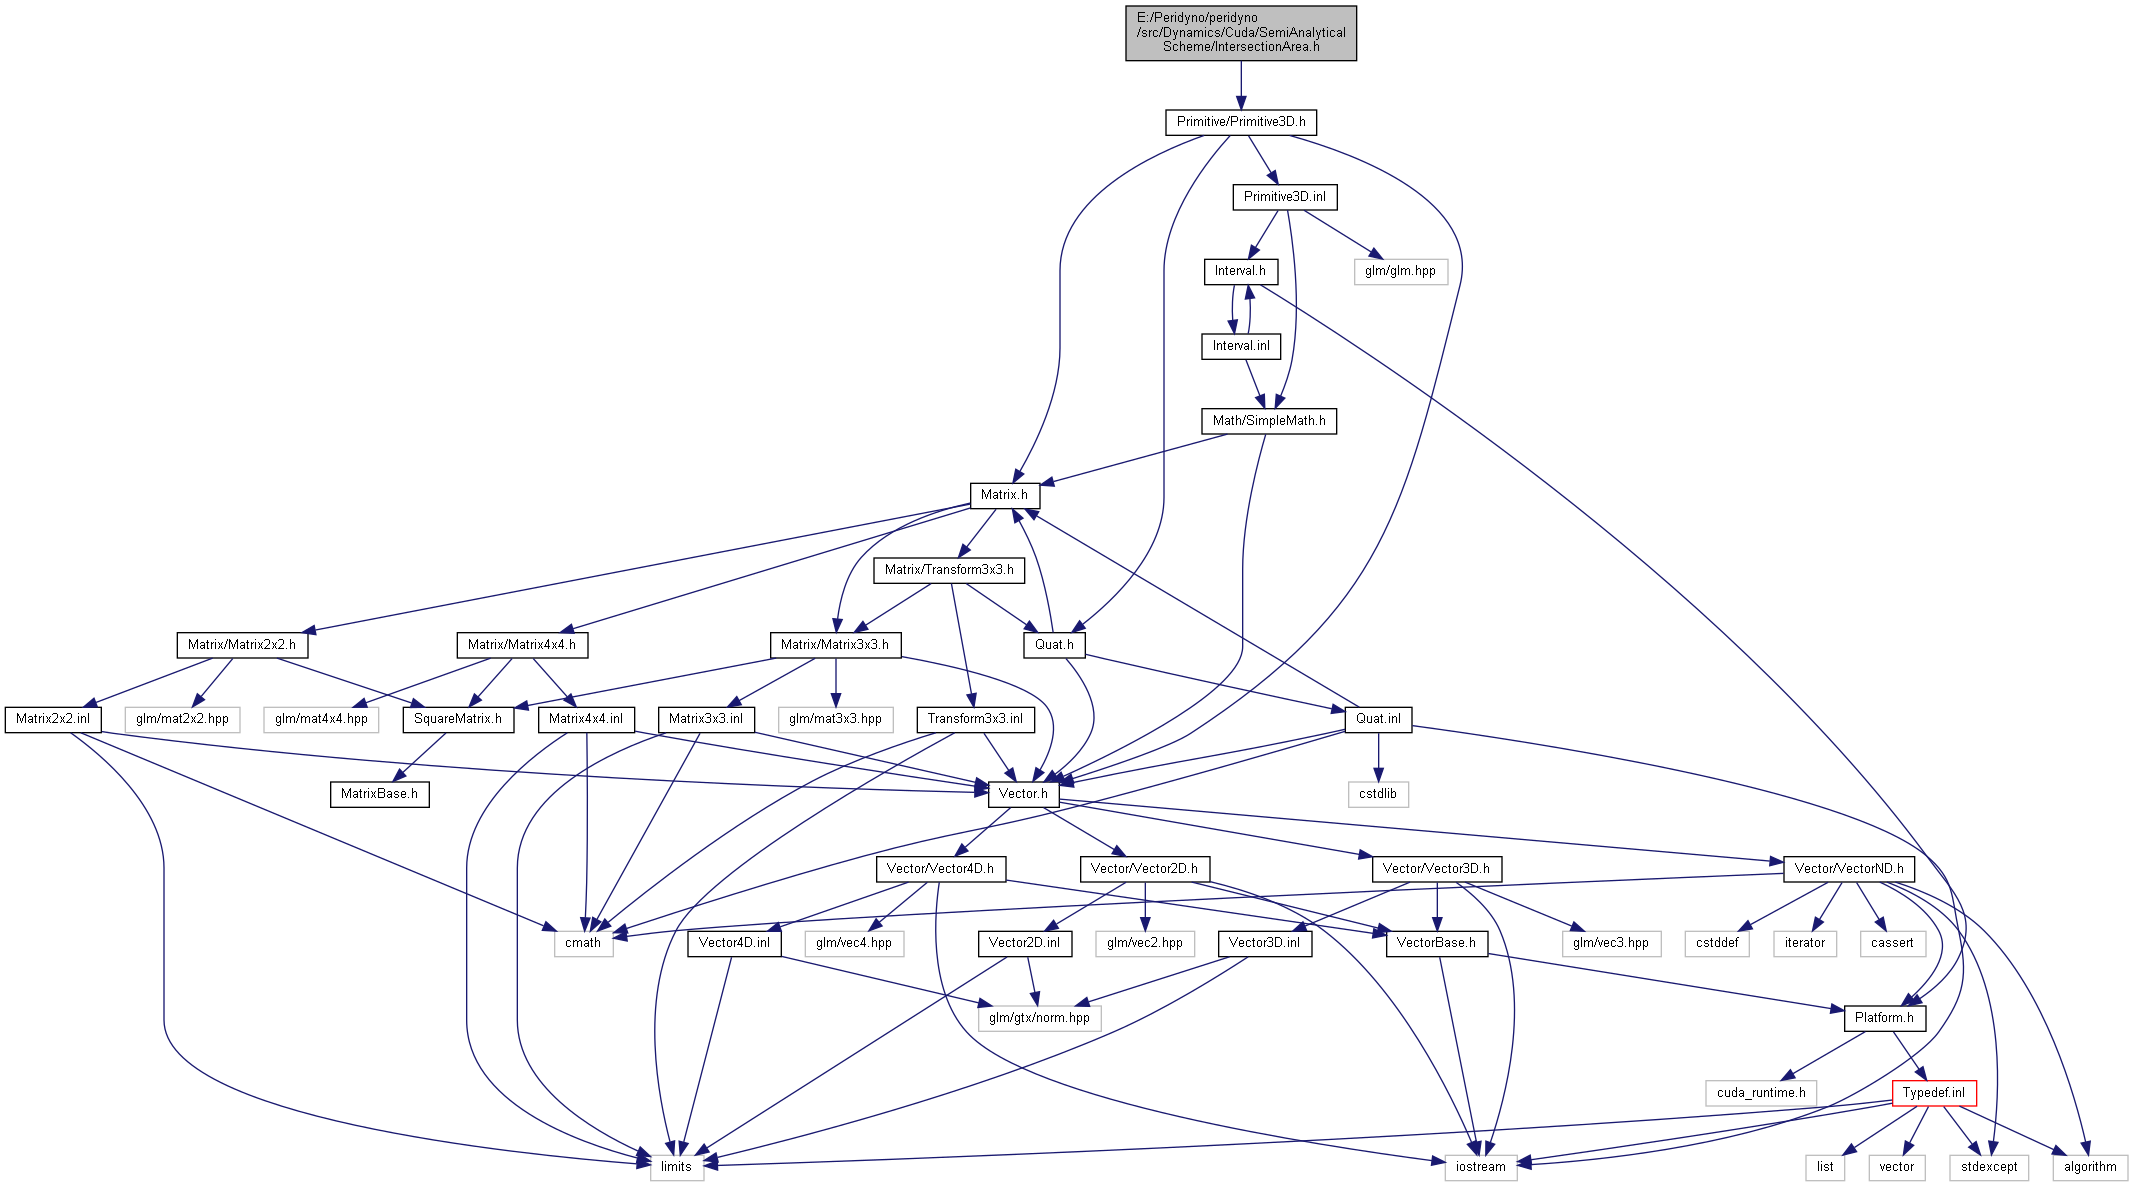 E:/Peridyno/peridyno
/src/Dynamics/Cuda/SemiAnalytical
Scheme/IntersectionArea.h
Primitive/Primitive3D.h
Primitive3D.inl
Interval.h
glm/glm.hpp
Interval.inl
Math/SimpleMath.h
Matrix.h
Matrix/Transform3x3.h
Matrix/Matrix2x2.h
Matrix/Matrix4x4.h
Matrix/Matrix3x3.h
Quat.h
Matrix2x2.inl
glm/mat2x2.hpp
glm/mat4x4.hpp
SquareMatrix.h
Matrix4x4.inl
Matrix3x3.inl
glm/mat3x3.hpp
Transform3x3.inl
Quat.inl
MatrixBase.h
Vector.h
cstdlib
Vector/Vector4D.h
Vector/Vector2D.h
Vector/Vector3D.h
Vector/VectorND.h
cmath
Vector4D.inl
glm/vec4.hpp
Vector2D.inl
glm/vec2.hpp
Vector3D.inl
VectorBase.h
glm/vec3.hpp
cstddef
iterator
cassert
glm/gtx/norm.hpp
Platform.h
cuda_runtime.h
Typedef.inl
limits
iostream
list
vector
stdexcept
algorithm